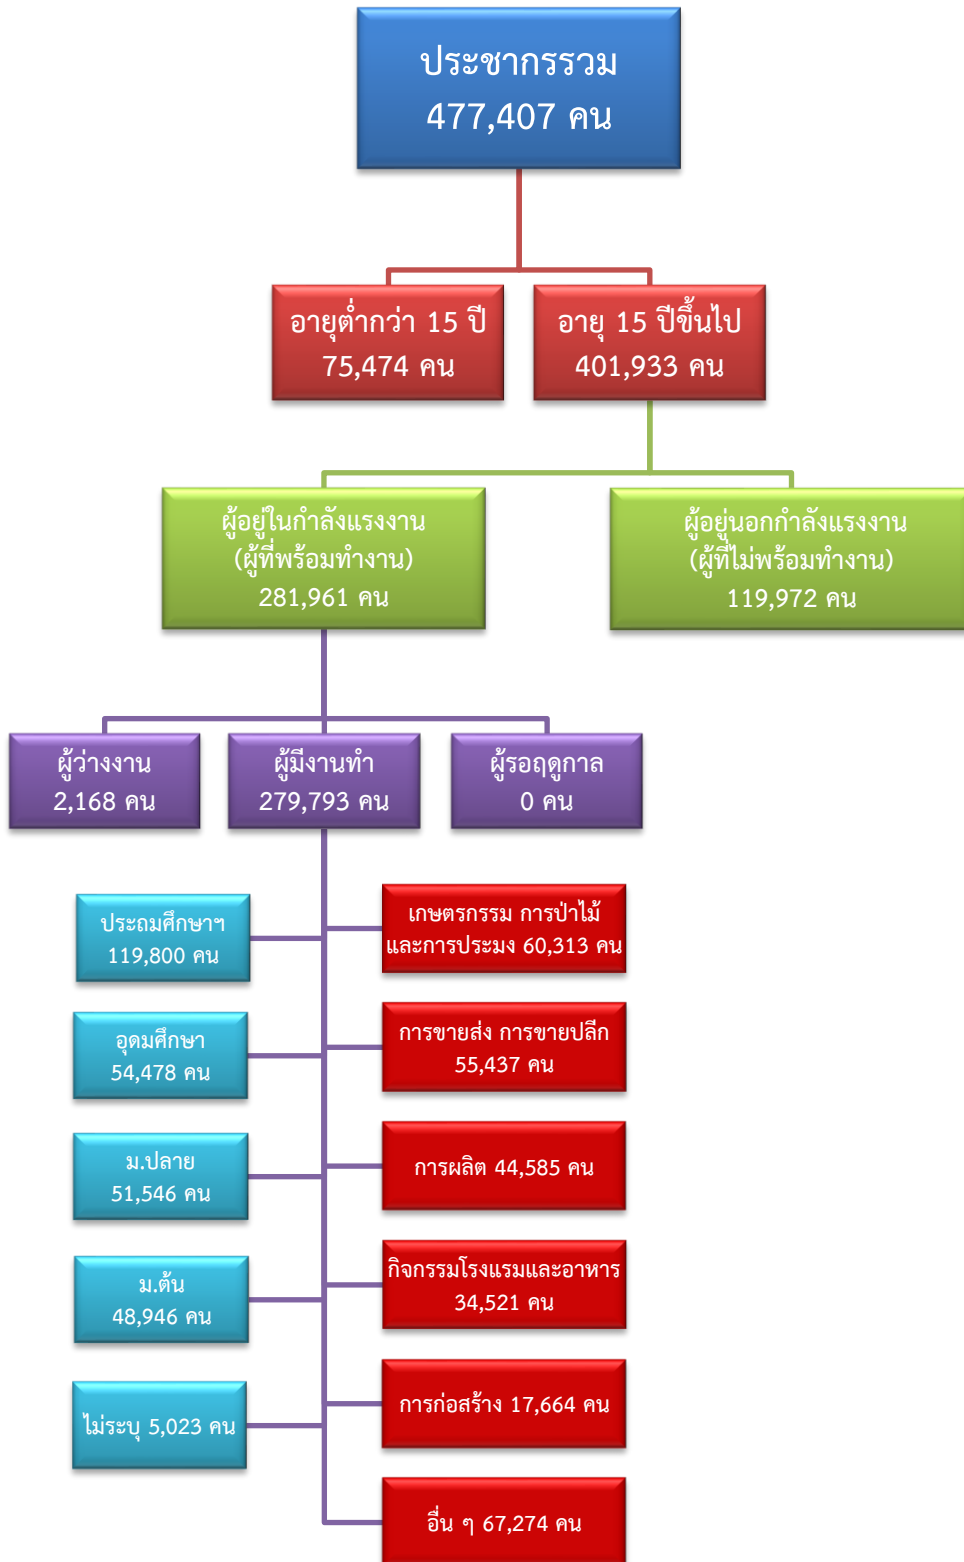 ประชากรรวม
477,407 คน
อายุต่ำกว่า 15 ปี
75,474 คน
อายุ 15 ปีขึ้นไป
401,933 คน
ผู้อยู่ในกำลังแรงงาน
(ผู้ที่พร้อมทำงาน)
281,961 คน
ผู้อยู่นอกกำลังแรงงาน
(ผู้ที่ไม่พร้อมทำงาน)
119,972 คน
ผู้ว่างงาน
2,168 คน
ผู้มีงานทำ
279,793 คน
ผู้รอฤดูกาล
0 คน
ประถมศึกษาฯ
119,800 คน
อุดมศึกษา
54,478 คน
ม.ปลาย
51,546 คน
ม.ต้น
48,946 คน
ไม่ระบุ 5,023 คน
เกษตรกรรม การป่าไม้
และการประมง 60,313 คน
การขายส่ง การขายปลีก
55,437 คน
การผลิต 44,585 คน
กิจกรรมโรงแรมและอาหาร
34,521 คน
การก่อสร้าง 17,664 คน
อื่น ๆ 67,274 คน